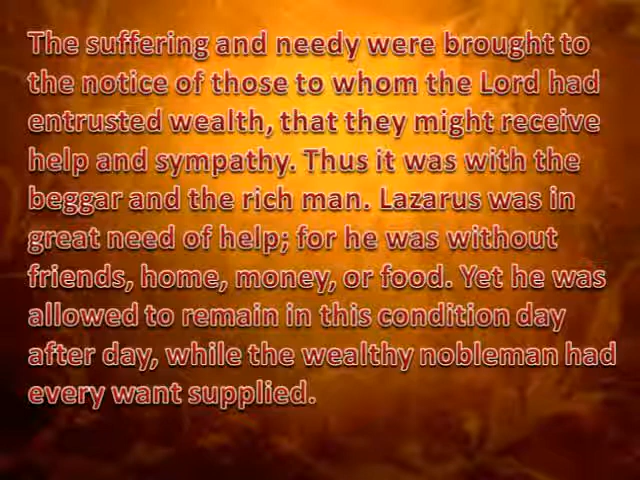 The suffering and needy were brought to
the notice of those to whom the Lord had
entrusted wealth, that they might receive
help and sympathy. Thus it was with the
beggar and the rich man. Lazarus was in
great need of help; for he was without
friends, home, money, or food. Yet he was
allowed to remain in this condition day
after day, while the wealthy nobleman had
every want supplied.